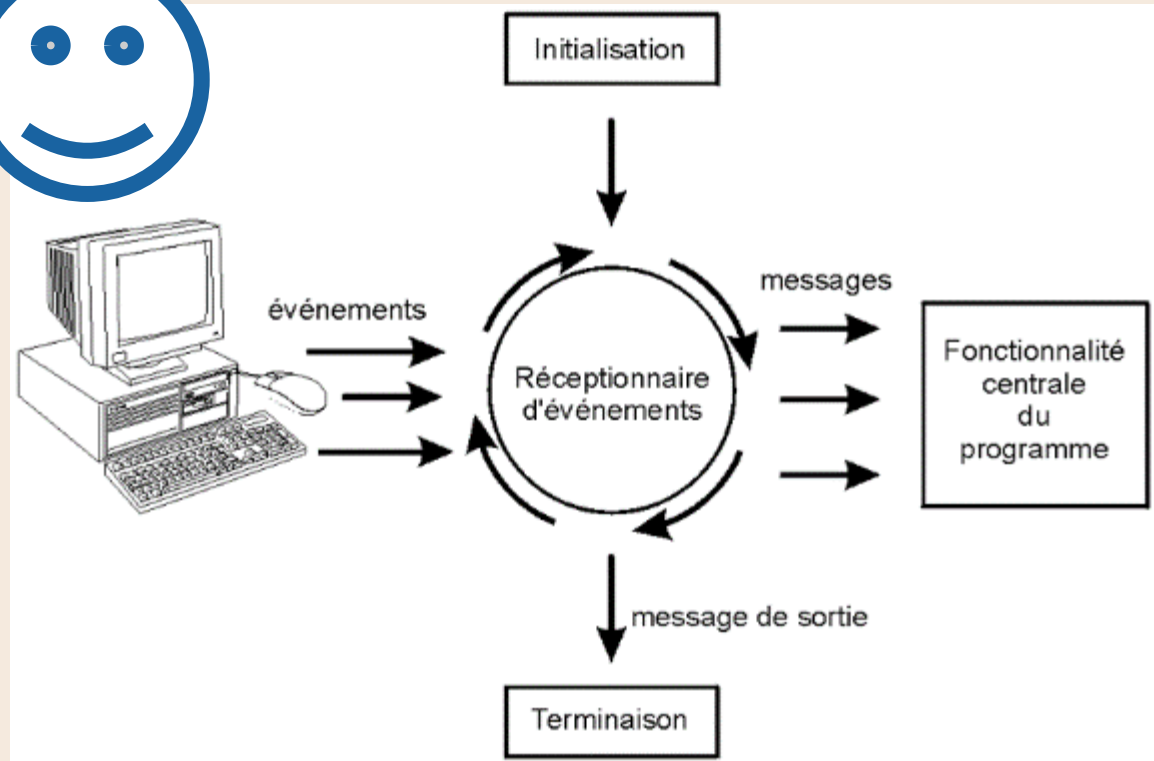 Initialisation
événements
messages
Réceptionnaire
d'événements
Fonctionnalité
centrale
du
programme
message de sortie
Terminaison